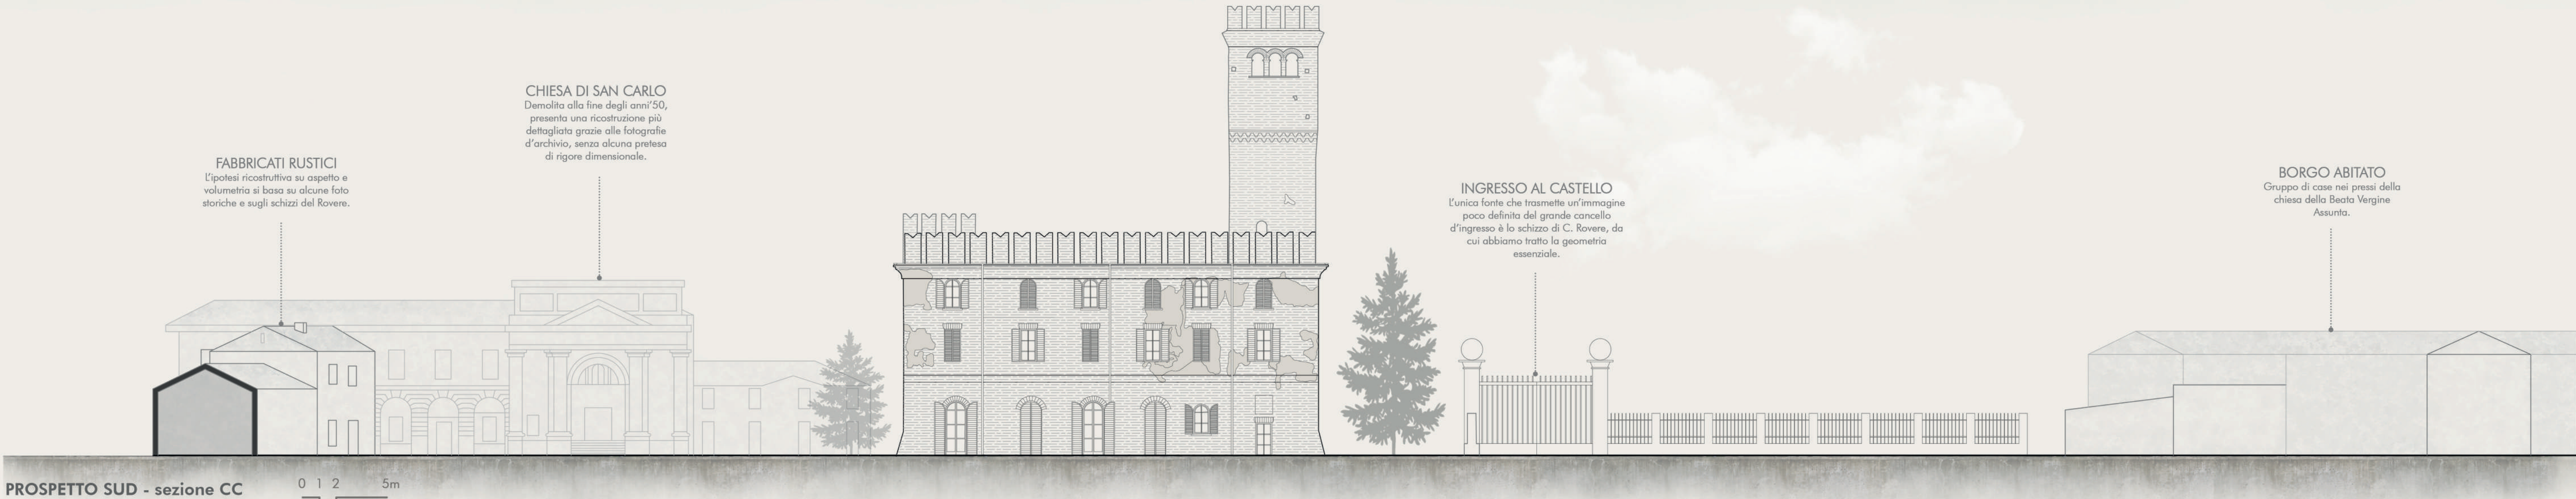 FABBRICATI RUSTICI
L'ipotesi ricostruttiva su aspetto e
volumetria si basa su alcune foto
storiche e sugli schizzi del Rovere.
CHIESA DI SAN CARLO
Demolita alla fine degli anni'50,
presenta una ricostruzione più
dettagliata grazie alle fotografie
d'archivio, senza alcuna pretesa
di rigore dimensionale.
INGRESSO AL CASTELLO
L'unica fonte che trasmette un'immagine
poco definita del grande cancello
d'ingresso è lo schizzo di C. Rovere, da
cui abbiamo tratto la geometria
essenziale.
BORGO ABITATO
Gruppo di case nei pressi della
chiesa della Beata Vergine
Assunta.
PROSPETTO SUD - sezione CC
0 1 2 5m